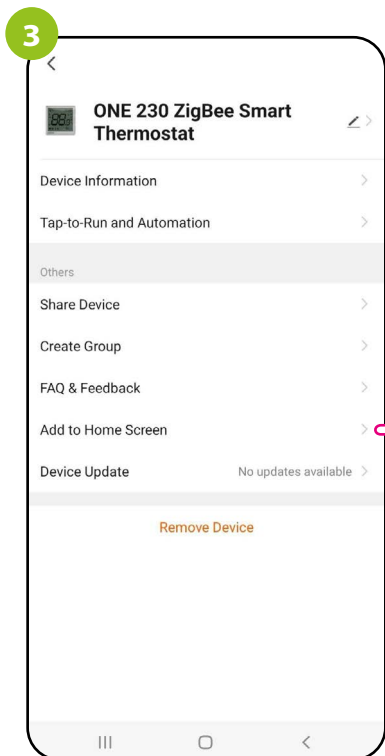 3
ONE 230 ZigBee Smart
Thermostat
Device Information
Tap-to-Run and Automation
Others
Share Device
Create Group
FAQ & Feedback
Add to Home Screen
Device Update No updates available
Remove Device